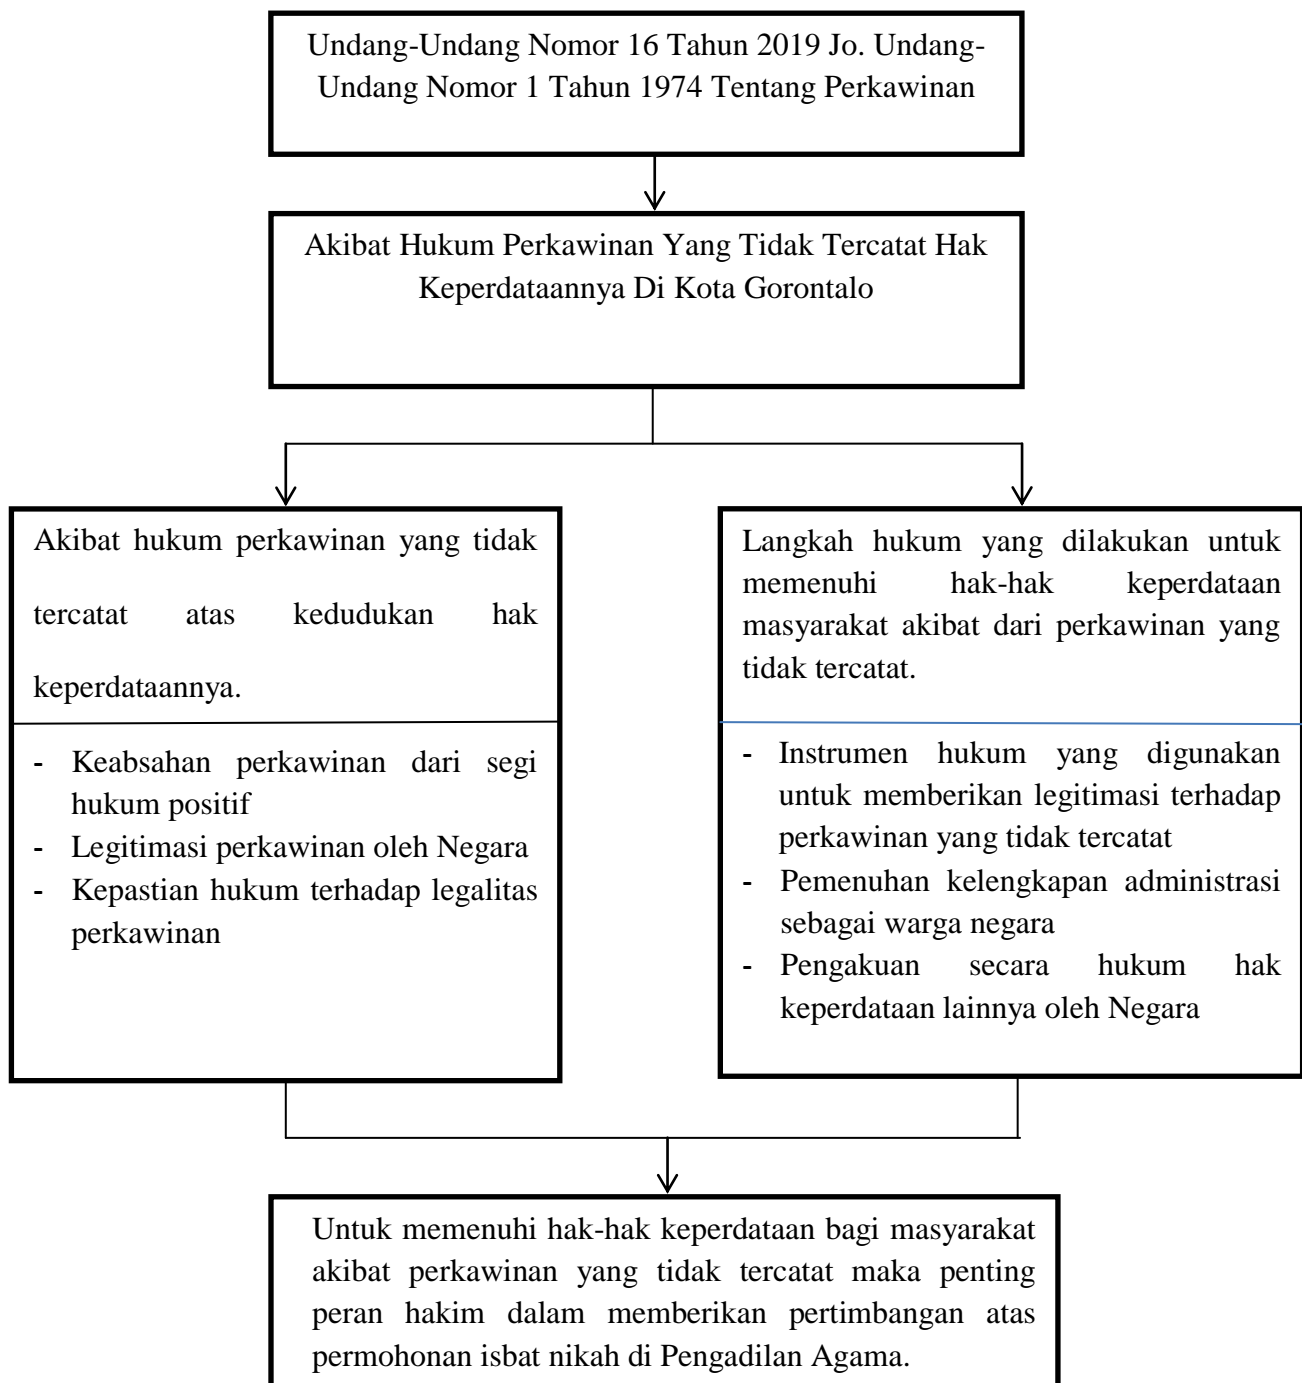 Undang-Undang Nomor 16 Tahun 2019 Jo. Undang-
Undang Nomor 1 Tahun 1974 Tentang Perkawinan
Akibat Hukum Perkawinan Yang Tidak Tercatat Hak
Keperdataannya Di Kota Gorontalo
Akibat hukum perkawinan yang tidak
tercatat atas kedudukan hak
keperdataannya.
- Keabsahan perkawinan dari segi
hukum positif
- Legitimasi perkawinan oleh Negara
- Kepastian hukum terhadap legalitas
perkawinan
Langkah hukum yang dilakukan untuk
memenuhi hak-hak keperdataan
masyarakat akibat dari perkawinan yang
tidak tercatat.
- Instrumen hukum yang digunakan
untuk memberikan legitimasi terhadap
perkawinan yang tidak tercatat
- Pemenuhan kelengkapan administrasi
sebagai warga negara
- Pengakuan secara hukum hak
keperdataan lainnya oleh Negara
Untuk memenuhi hak-hak keperdataan bagi masyarakat
akibat perkawinan yang tidak tercatat maka penting
peran hakim dalam memberikan pertimbangan atas
permohonan isbat nikah di Pengadilan Agama.